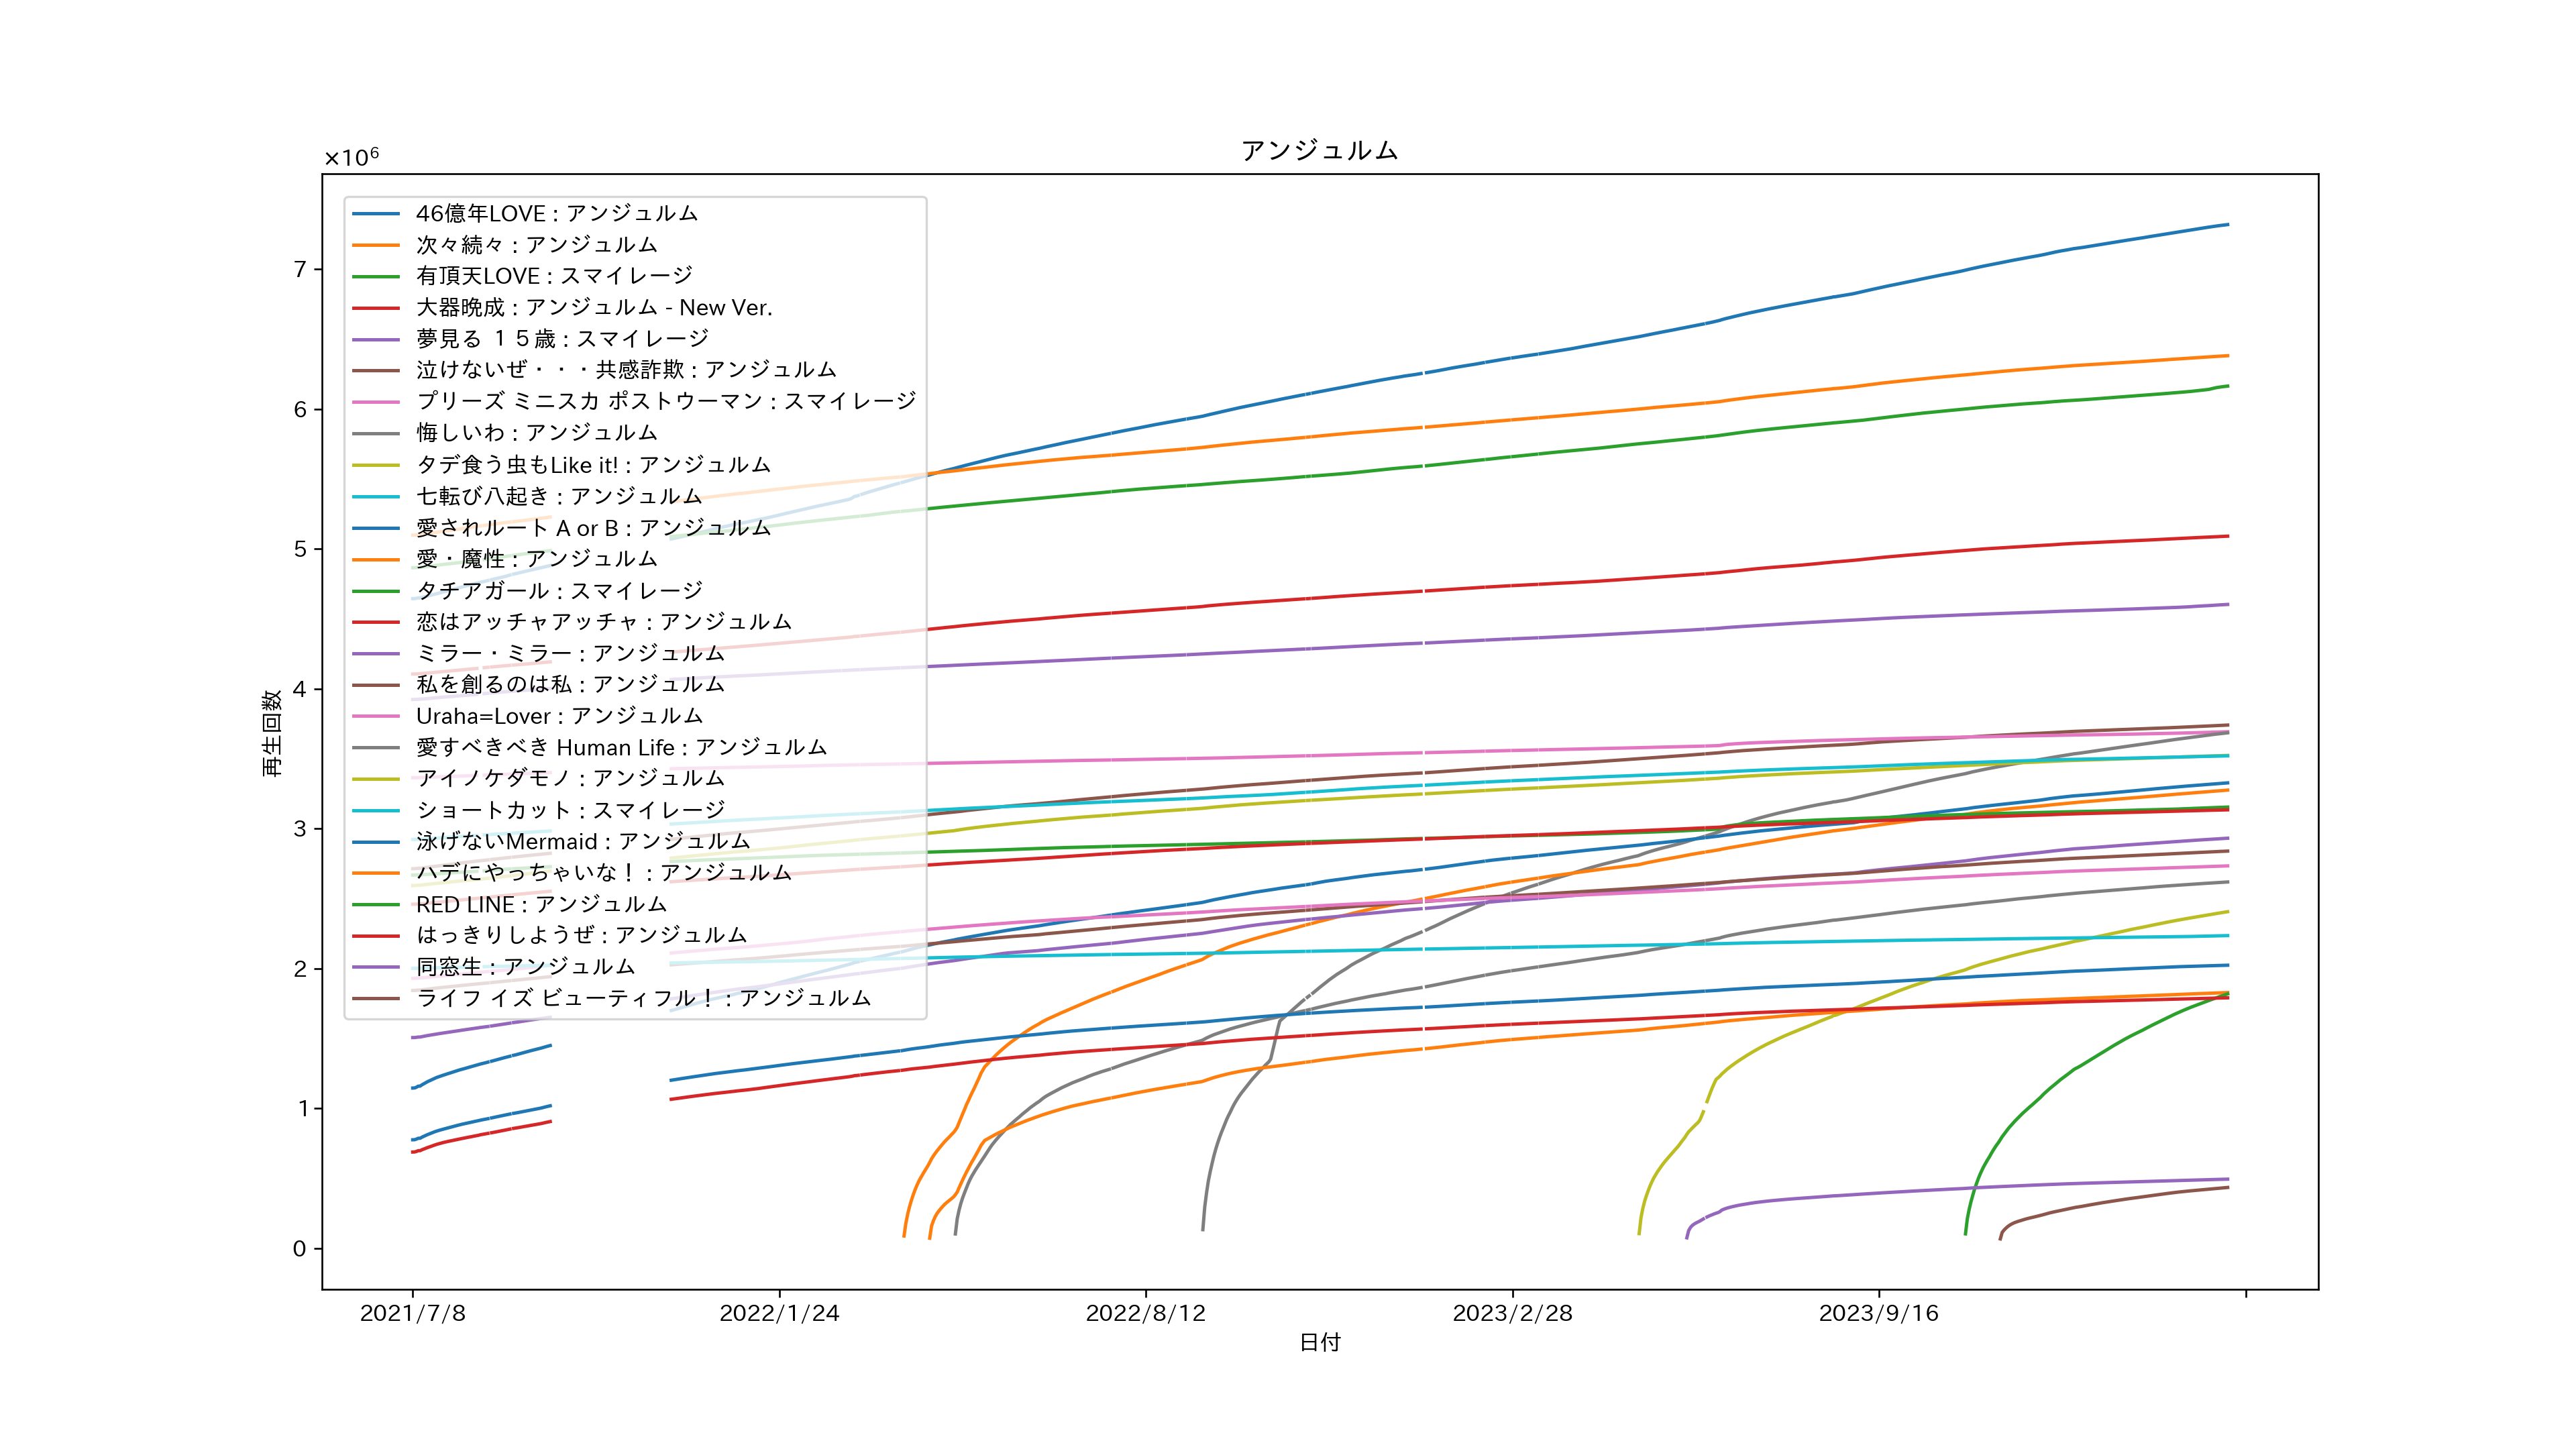 アンジュルム
×10⁶
46億年LOVE : アンジュルム
次々続々 : アンジュルム
有頂天LOVE : スマイレージ
大器晩成 : アンジュルム - New Ver.
夢見る １５歳 : スマイレージ
泣けないぜ・・・共感詐欺 : アンジュルム
プリーズ ミニスカ ポストウーマン : スマイレージ
悔しいわ : アンジュルム
タデ食う虫もLike it! : アンジュルム
七転び八起き : アンジュルム
愛されルート A or B : アンジュルム
愛・魔性 : アンジュルム
タチアガール : スマイレージ
恋はアッチャアッチャ : アンジュルム
ミラー・ミラー : アンジュルム
私を創るのは私 : アンジュルム
Uraha=Lover : アンジュルム
愛すべきべき Human Life : アンジュルム
アイノケダモノ : アンジュルム
ショートカット : スマイレージ
泳げないMermaid : アンジュルム
ハデにやっちゃいな！ : アンジュルム
RED LINE : アンジュルム
はっきりしようぜ : アンジュルム
同窓生 : アンジュルム
ライフ イズ ビューティフル！ : アンジュルム
7
6
5
4
3
2
1
0
再生回数
2021/7/8
2022/1/24
2022/8/12
2023/2/28
2023/9/16
日付